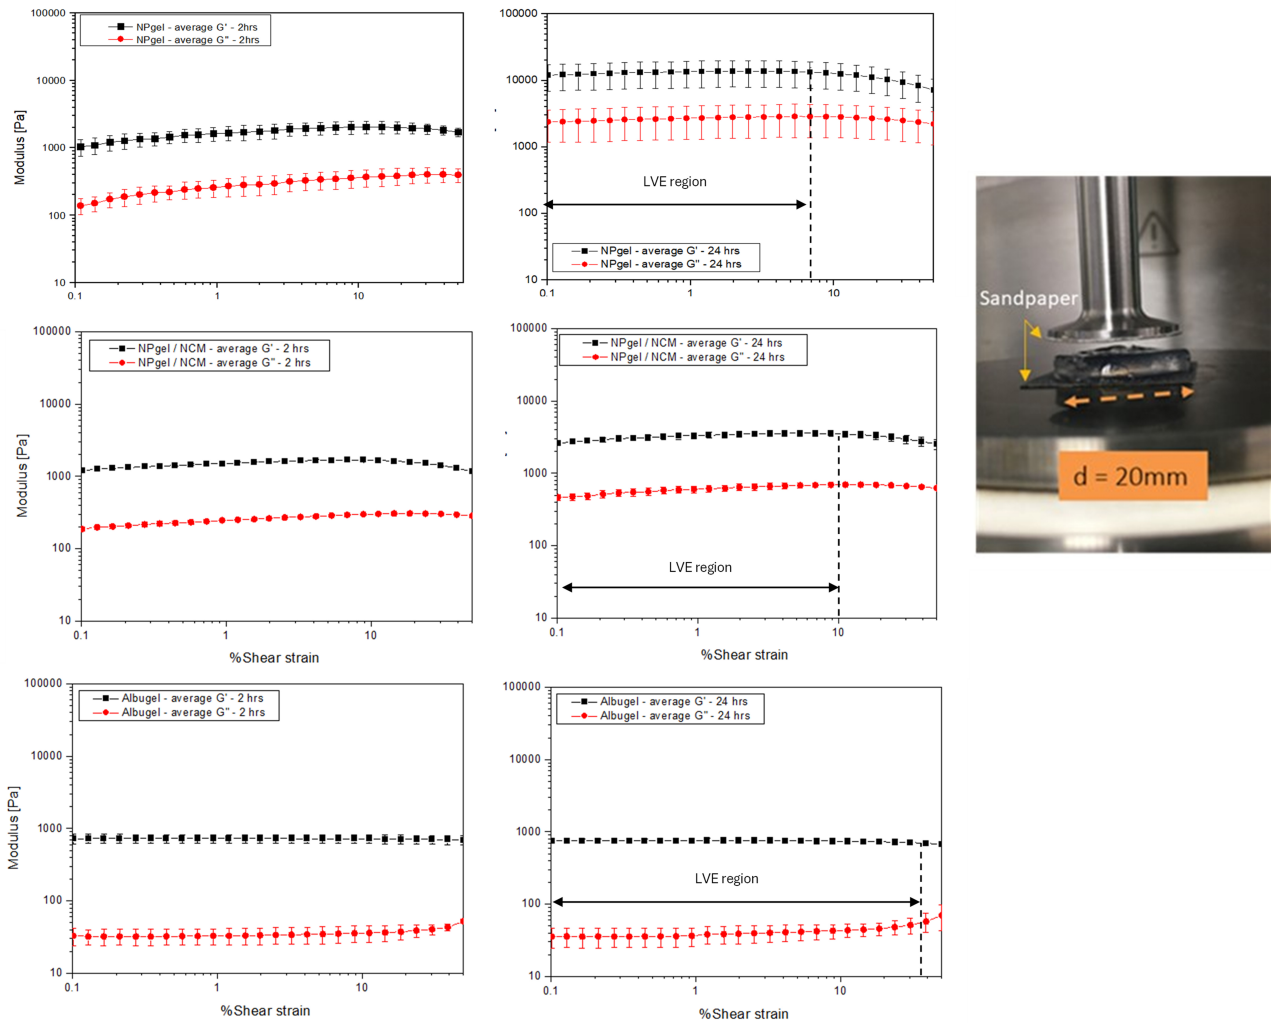 NPgel - average G' - 2hrs
NPgel - average G" - 2hrs
Modulus [Pa]
100000
10000
1000
100
10
0.1
1
10
100000
10000
1000
100
10
LVE region
NPgel - average G' - 24 hrs
NPgel - average G" - 24 hrs
0.1
1
10
Sandpaper
d = 20mm
NPgel / NCM - average G' - 2 hrs
NPgel / NCM - average G" - 2 hrs
Modulus [Pa]
100000
10000
1000
100
10
0.1
1
10
%Shear strain
NPgel / NCM - average G' - 24 hrs
NPgel / NCM - average G" - 24 hrs
100000
10000
1000
100
10
LVE region
0.1
1
10
%Shear strain
Albugel - average G' - 2 hrs
Albugel - average G" - 2 hrs
Modulus [Pa]
100000
10000
1000
100
10
0.1
1
10
%Shear strain
Albugel - average G' - 24 hrs
Albugel - average G" - 24 hrs
100000
10000
1000
100
10
LVE region
0.1
1
10
%Shear strain